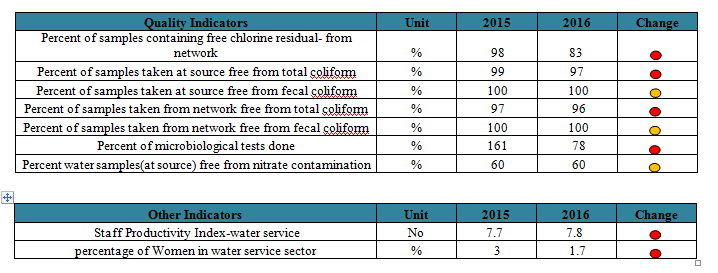 Quality Indicators Unit 2015 2016 Change
Percent of samples containing free chlorine residual- from
network % 98 83
Percent of samples taken at source free from total coliform % 99 97
Percent of samples taken at source free from fecal coliform % 100 100
Percent of samples taken from network free from total coliform % 97 96
Percent of samples taken from network free from fecal coliform % 100 100
Percent of microbiological tests done % 161 78
Percent water samples(at source) free from nitrate contamination % 60 60
Other Indicators Unit 2015 2016 Change
Staff Productivity Index-water service No 7.7 7.8
percentage of Women in water service sector % 3 1.7